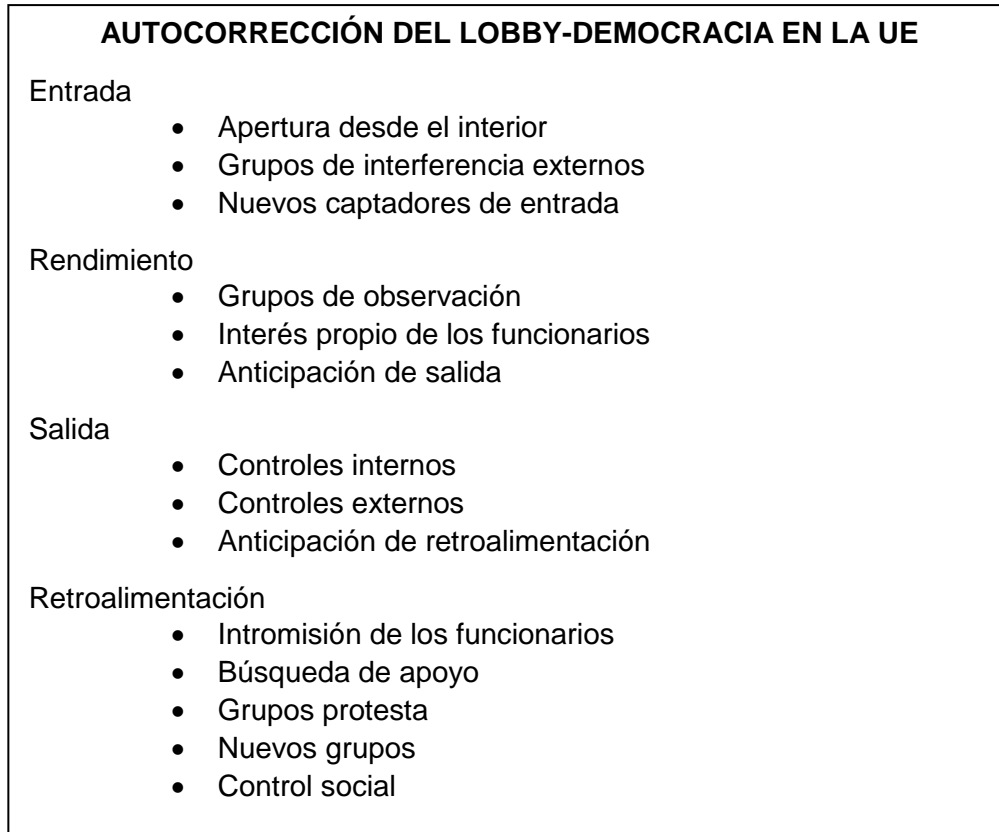 AUTOCORRECCIÓN DEL LOBBY-DEMOCRACIA EN LA UE
Entrada
• Apertura desde el interior
• Grupos de interferencia externos
• Nuevos captadores de entrada
Rendimiento
• Grupos de observación
• Interés propio de los funcionarios
• Anticipación de salida
Salida
• Controles internos
• Controles externos
• Anticipación de retroalimentación
Retroalimentación
• Intromisión de los funcionarios
• Búsqueda de apoyo
• Grupos protesta
• Nuevos grupos
• Control social